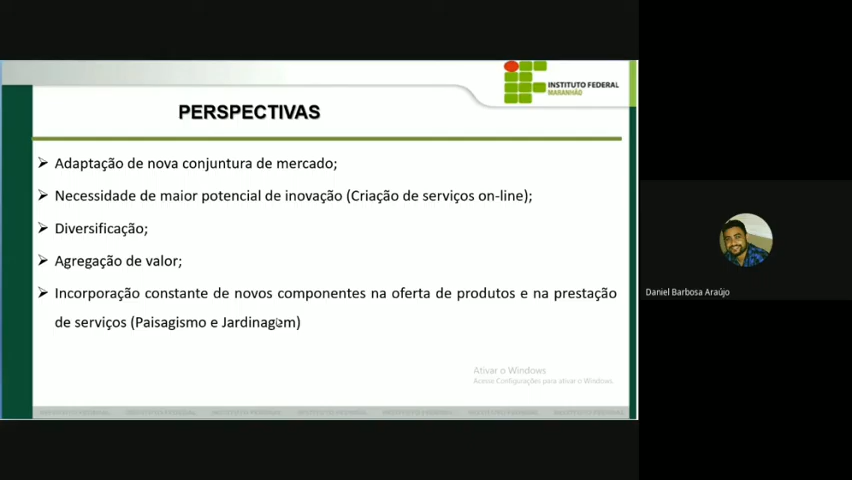 INSTITUTO FEDERAL
MARANHÃO
PERSPECTIVAS
Adaptação de nova conjuntura de mercado;
Necessidade de maior potencial de inovação (Criação de serviços on-line);
Diversificação;
Agregação de valor;
Incorporação constante de novos componentes na oferta de produtos e na prestação
de serviços (Paisagismo e Jardinagem)
Daniel Barbosa Araújo
Ativar o Windows
Acesse Configurações para ativar o Windows.